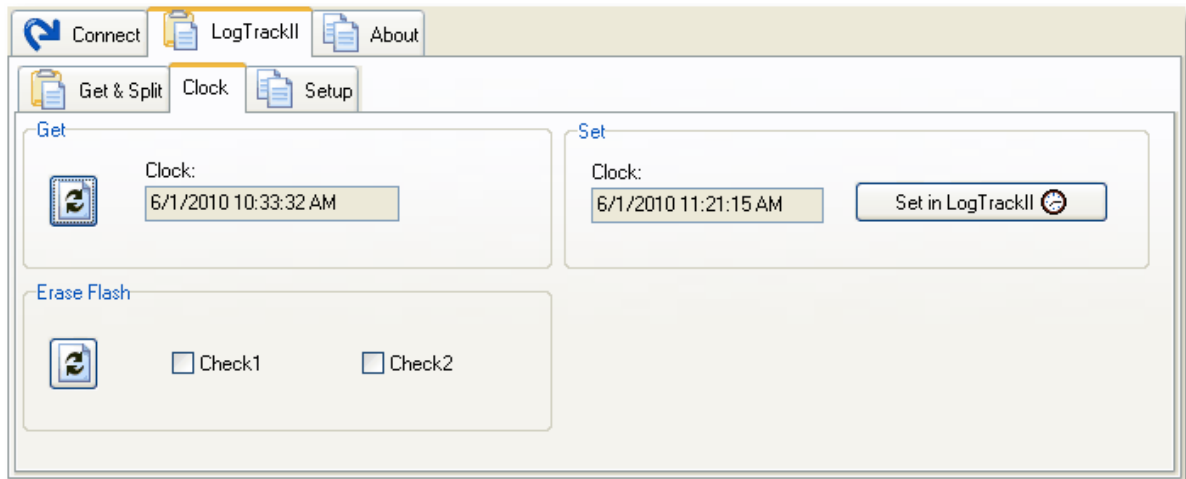 Connect LogTrackII About
Get & Split Clock Setup
Get
Clock:
6/1/2010 10:33:32 AM
Set
Clock:
6/1/2010 11:21:15 AM
Set in LogTrackII
Erase Flash
Check1 Check2